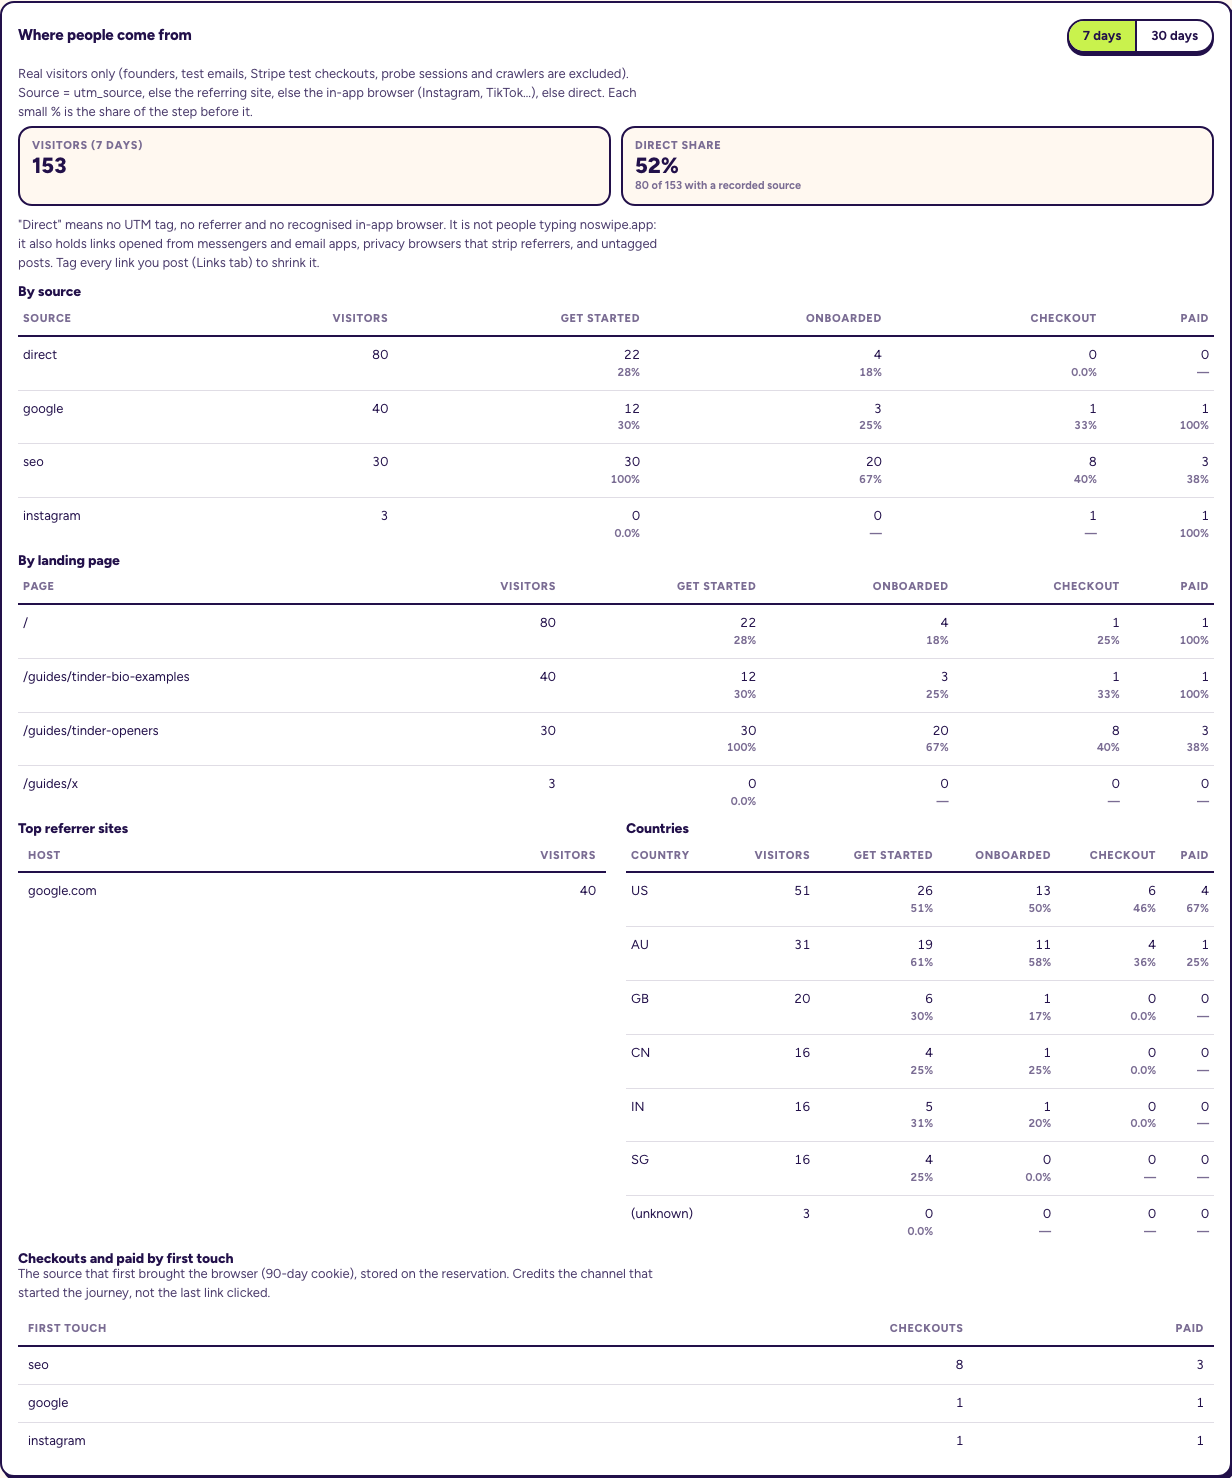 Where people come from
7 days 30 days
Real visitors only (founders, test emails, Stripe test checkouts, probe sessions and crawlers are excluded).
Source = utm_source, else the referring site, else the in-app browser (Instagram, TikTok...), else direct. Each
small % is the share of the step before it.
VISITORS (7 DAYS)
153
DIRECT SHARE
52%
80 of 153 with a recorded source
"Direct" means no UTM tag, no referrer and no recognised in-app browser. It is not people typing noswipe.app:
it also holds links opened from messengers and email apps, privacy browsers that strip referrers, and untagged
posts. Tag every link you post (Links tab) to shrink it.
By source
SOURCE VISITORS GET STARTED ONBOARDED CHECKOUT PAID
direct 80 22 4 0 0
28% 18% 0.0% —
google 40 12 3 1 1
30% 25% 33% 100%
seo 30 30 20 8 3
100% 67% 40% 38%
instagram 3 0 0 1 1
0.0% — — 100%
By landing page
PAGE VISITORS GET STARTED ONBOARDED CHECKOUT PAID
/ 80 22 4 1 1
28% 18% 25% 100%
/guides/tinder-bio-examples 40 12 3 1 1
30% 25% 33% 100%
/guides/tinder-openers 30 30 20 8 3
100% 67% 40% 38%
/guides/x 3 0 0 0 0
0.0% — — —
Top referrer sites
HOST VISITORS
google.com 40
Countries
COUNTRY VISITORS GET STARTED ONBOARDED CHECKOUT PAID
US 51 26 13 6 4
51% 50% 46% 67%
AU 31 19 11 4 1
61% 58% 36% 25%
GB 20 6 1 0 0
30% 17% 0.0% —
CN 16 4 1 0 0
25% 25% 0.0% —
IN 16 5 1 0 0
31% 20% 0.0% —
SG 16 4 0 0 0
25% 0.0% — —
(unknown) 3 0 0 0 0
0.0% — — —
Checkouts and paid by first touch
The source that first brought the browser (90-day cookie), stored on the reservation. Credits the channel that
started the journey, not the last link clicked.
FIRST TOUCH CHECKOUTS PAID
seo 8 3
google 1 1
instagram 1 1